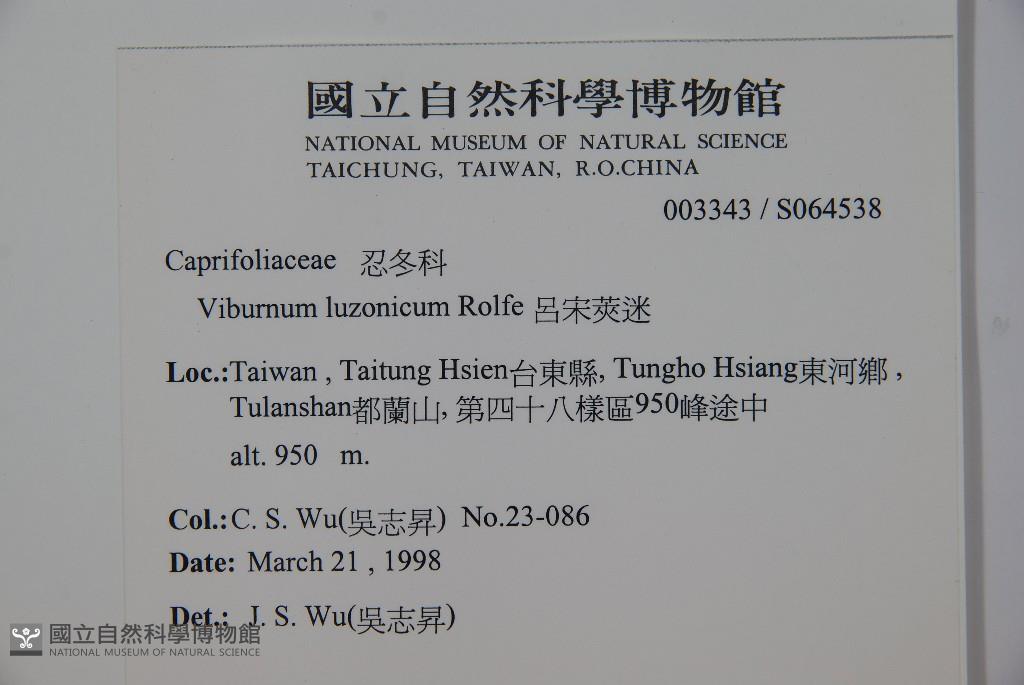 國立自然科學博物館
NATIONAL MUSEUM OF NATURAL SCIENCE
TAICHUNG, TAIWAN, R.O.CHINA
003343 / S064538
Caprifoliaceae 忍冬科
Viburnum luzonicum Rolfe 呂宋莢迷
Loc.:Taiwan , Taitung Hsien台東縣, Tungho Hsiang東河鄉 ,
Tulanshan都蘭山, 第四十八樣區950峰途中
alt. 950 m.
Col.:C. S. Wu(吳志昇) No.23-086
Date: March 21 , 1998
Det.: J. S. Wu(吳志昇)
國立自然科學博物館
NATIONAL MUSEUM OF NATURAL SCIENCE